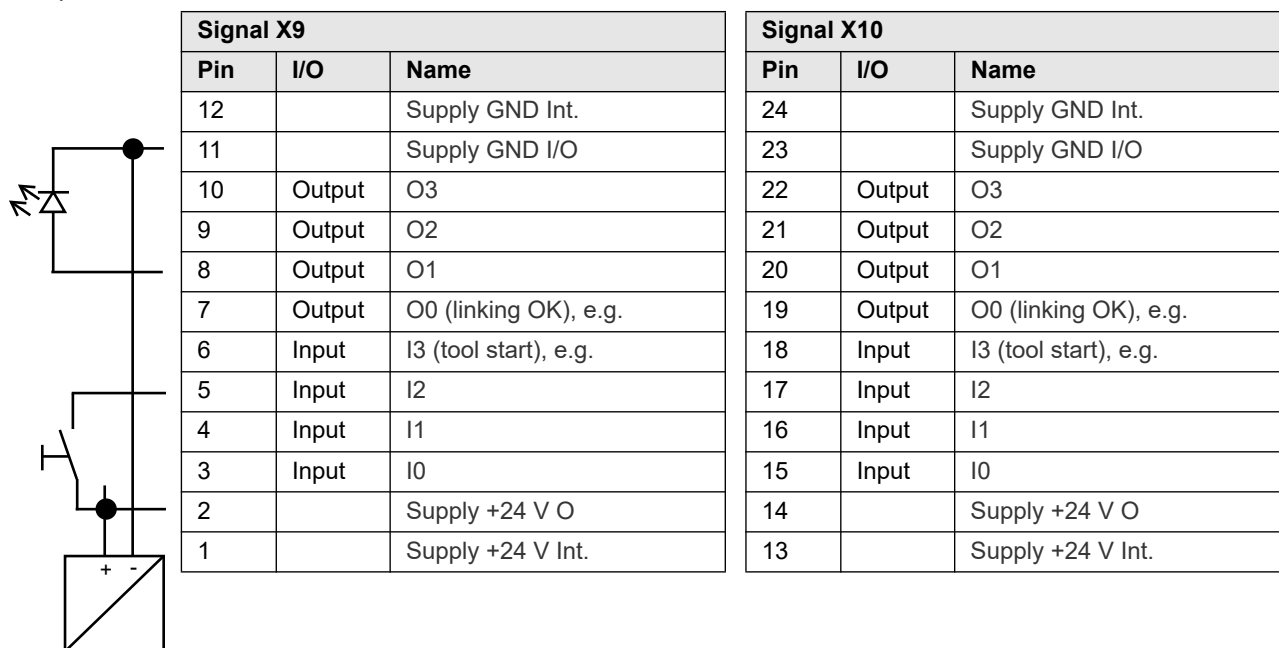 Signal X9
Pin I/O Name
12 Supply GND Int.
11 Supply GND I/O
10 Output O3
9 Output O2
8 Output O1
7 Output O0 (linking OK), e.g.
6 Input I3 (tool start), e.g.
5 Input I2
4 Input I1
3 Input I0
2 Supply +24 V O
1 Supply +24 V Int.
Signal X10
Pin I/O Name
24 Supply GND Int.
23 Supply GND I/O
22 Output O3
21 Output O2
20 Output O1
19 Output O0 (linking OK), e.g.
18 Input I3 (tool start), e.g.
17 Input I2
16 Input I1
15 Input I0
14 Supply +24 V O
13 Supply +24 V Int.
+ -